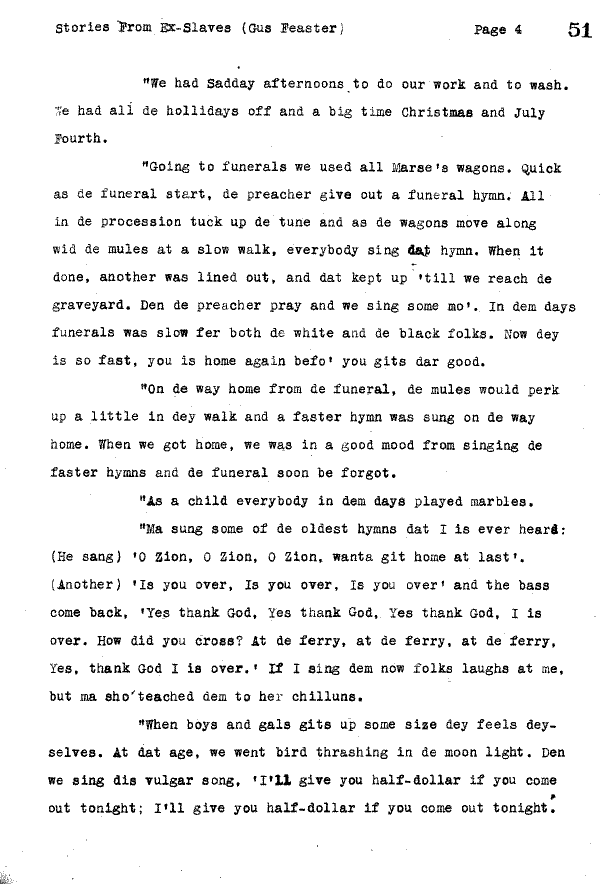 Stories From Ex-Slaves (Gus Feaster) Page 4 51
"We had Sadday afternoons to do our work and to wash.
We had all de hollidays off and a big time Christmas and July
Fourth.
"Going to funerals we used all Marse's wagons. Quick
as de funeral start, de preacher give out a funeral hymn. All
in de procession tuck up de tune and as de wagons move along
wid de mules at a slow walk, everybody sing dat hymn. When it
done, another was lined out, and dat kept up 'till we reach de
graveyard. Den de preacher pray and we sing some mo'. In dem days
funerals was slow fer both de white and de black folks. Now dey
is so fast, you is home again befo' you gits dar good.
"On de way home from de funeral, de mules would perk
up a little in dey walk and a faster hymn was sung on de way
home. When we got home, we was in a good mood from singing de
faster hymns and de funeral soon be forgot.
"As a child everybody in dem days played marbles.
"Ma sung some of de oldest hymns dat I is ever heard:
(He sang) 'O Zion, O Zion, O Zion, wanta git home at last'.
(Another) 'Is you over, Is you over, Is you over' and the bass
come back, 'Yes thank God, Yes thank God, Yes thank God, I is
over. How did you cross? At de ferry, at de ferry, at de ferry,
Yes, thank God I is over.' If I sing dem now folks laughs at me,
but ma sho'teached dem to her chilluns.
"When boys and gals gits up some size dey feels dey-
selves. At dat age, we went bird thrashing in de moon light. Den
we sing dis vulgar song, 'I'll give you half-dollar if you come
out tonight; I'll give you half-dollar if you come out tonight.'